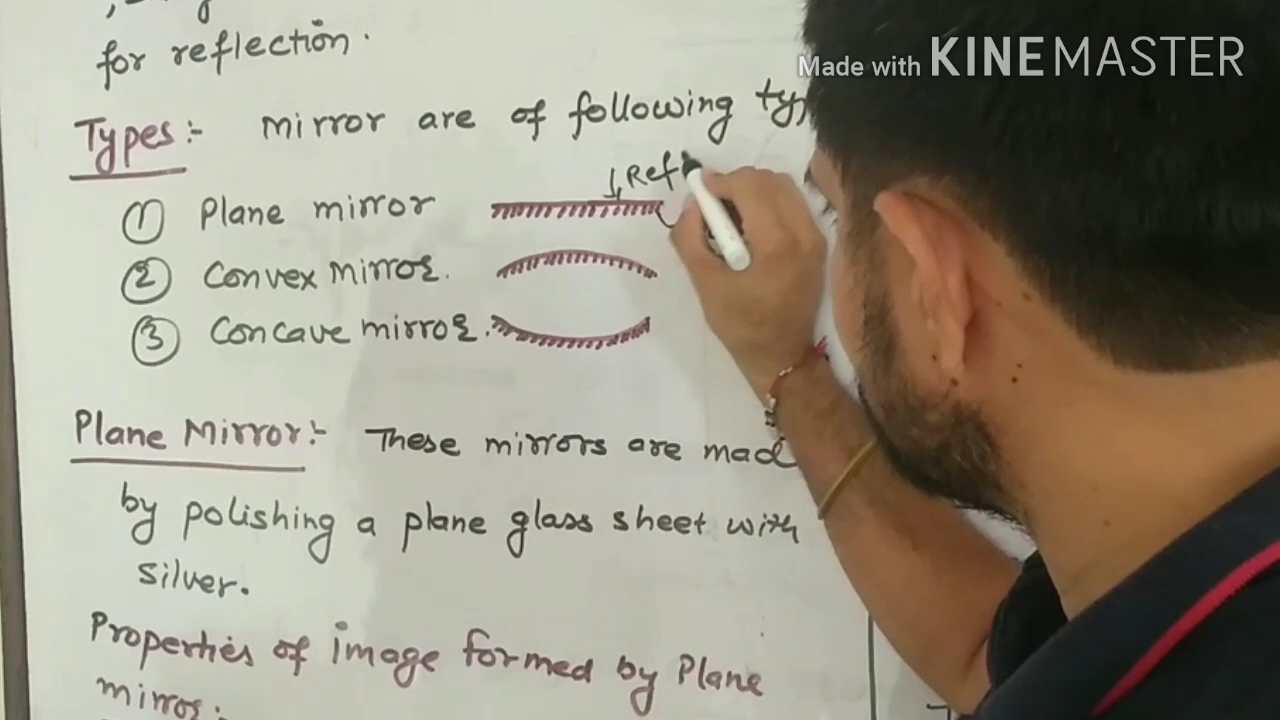 Made with KINEMASTER
for reflection.
Types:- Mirror are of following typ
Ref
① Plane mirror
② Convex mirror.
③ Concave mirror.
Plane Mirror:- These mirrors are mad
by polishing a plane glass sheet with
silver.
Properties of image formed by Plane
mirror.